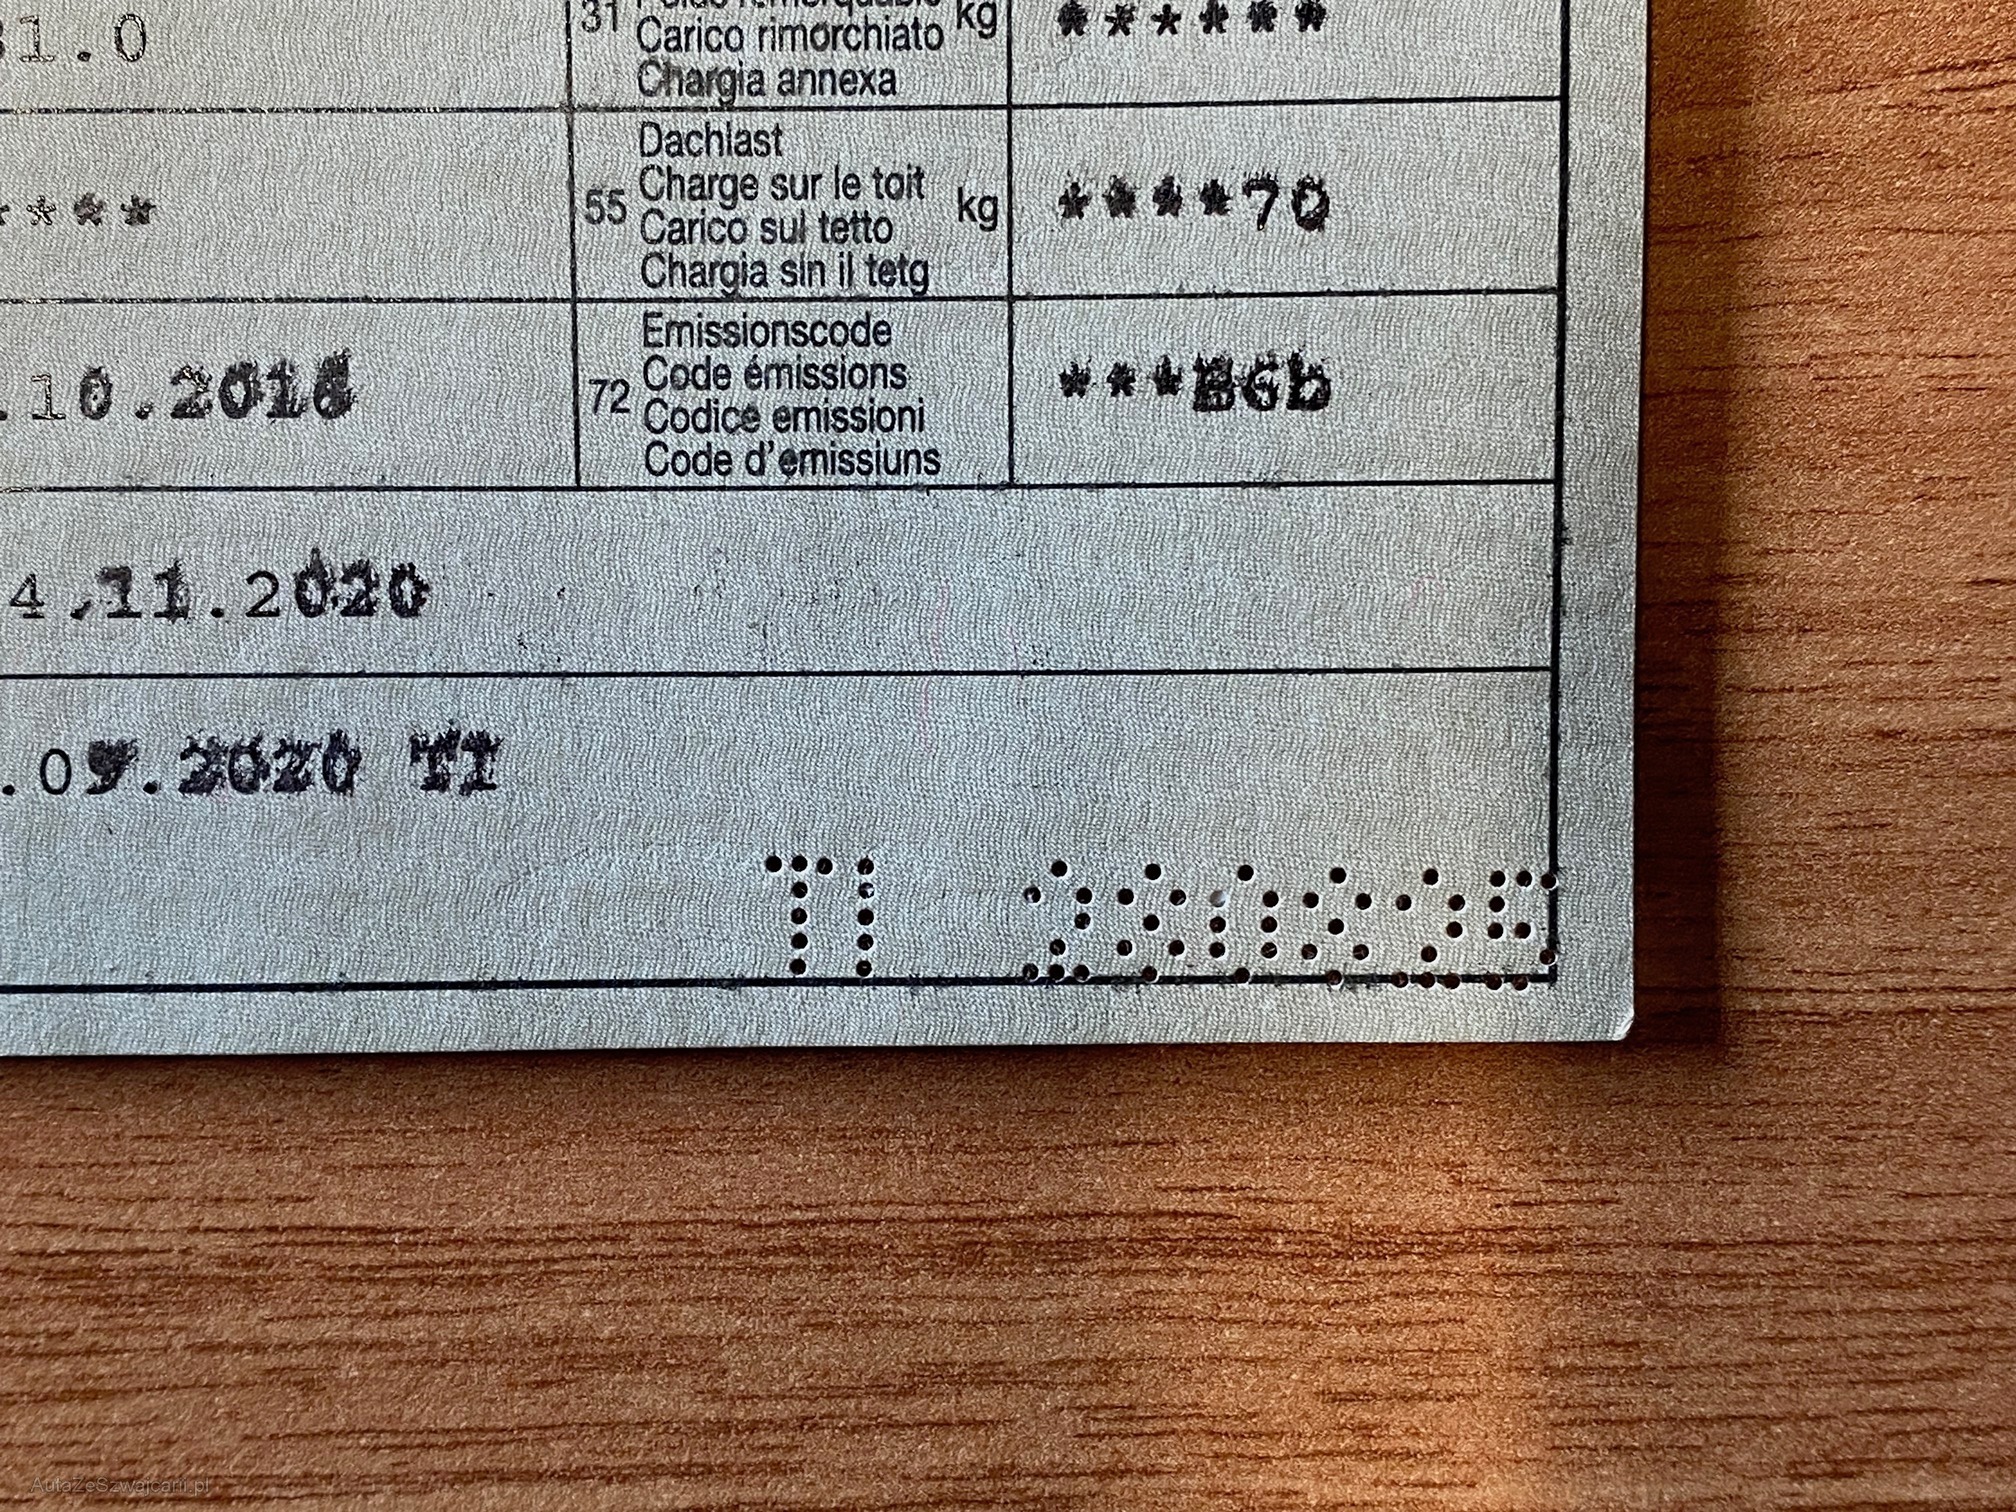 31.0
31
Carico rimorchiato
Chargia annexa
kg
******
****
55
Dachlast
Charge sur le toit
Carico sul tetto
Chargia sin il tetg
kg
****70
.10.2016
72
Emissionscode
Code émissions
Codice emissioni
Code d'emissiuns
***B6b
4.11.2020
.09.2020 TI
TI 280825
AutaZeSzwajcarii.pl